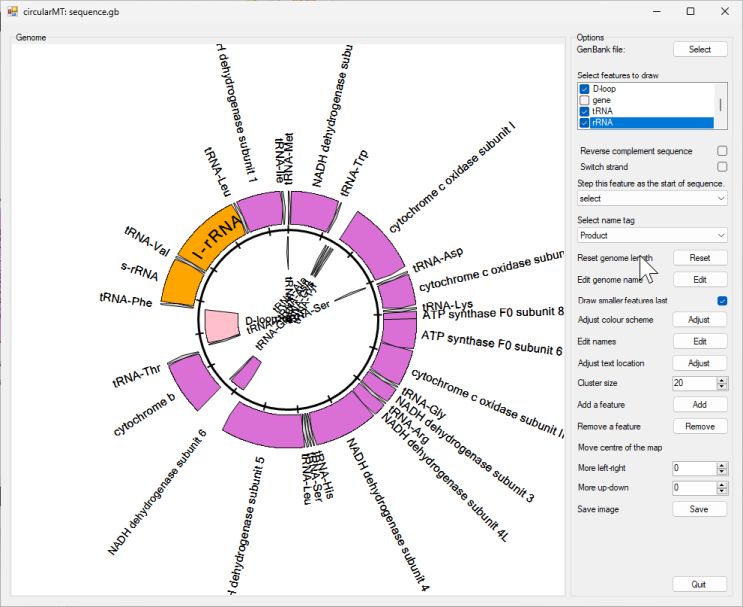 circularMT: sequence.gb
Genome
H dehydrogenase subunit 1
tRNA-Ile
tRNA-Met
NADH dehydrogenase subu
tRNA-Trp
cytochrome c oxidase subunit I
tRNA-Leu
tRNA-Asp
l-rRNA
tRNA-Val
cytochrome c oxidase subun
s-rRNA
tRNA-Lys
tRNA-Phe
ATP synthase F0 subunit 8
D-loop
tRNA-Ser
ATP synthase F0 subunit 6
tRNA-Thr
cytochrome b
cytochrome c oxidase subunit II
tRNA-Gly
NADH dehydrogenase subunit 3
tRNA-Arg
NADH dehydrogenase subunit 4L
NADH dehydrogenase subunit 6
H dehydrogenase subunit 5
tRNA-Leu
tRNA-Ser
tRNA-His
NADH dehydrogenase subunit 4
Options
GenBank file:
Select
Select features to draw
D-loop
gene
tRNA
rRNA
Reverse complement sequence
Switch strand
Step this feature as the start of sequence.
select
Select name tag
Product
Reset genome length
Reset
Edit genome name
Edit
Draw smaller features last
Adjust colour scheme
Adjust
Edit names
Edit
Adjust text location
Adjust
Cluster size
20
Add a feature
Add
Remove a feature
Remove
Move centre of the map
More left-right
0
More up-down
0
Save image
Save
Quit